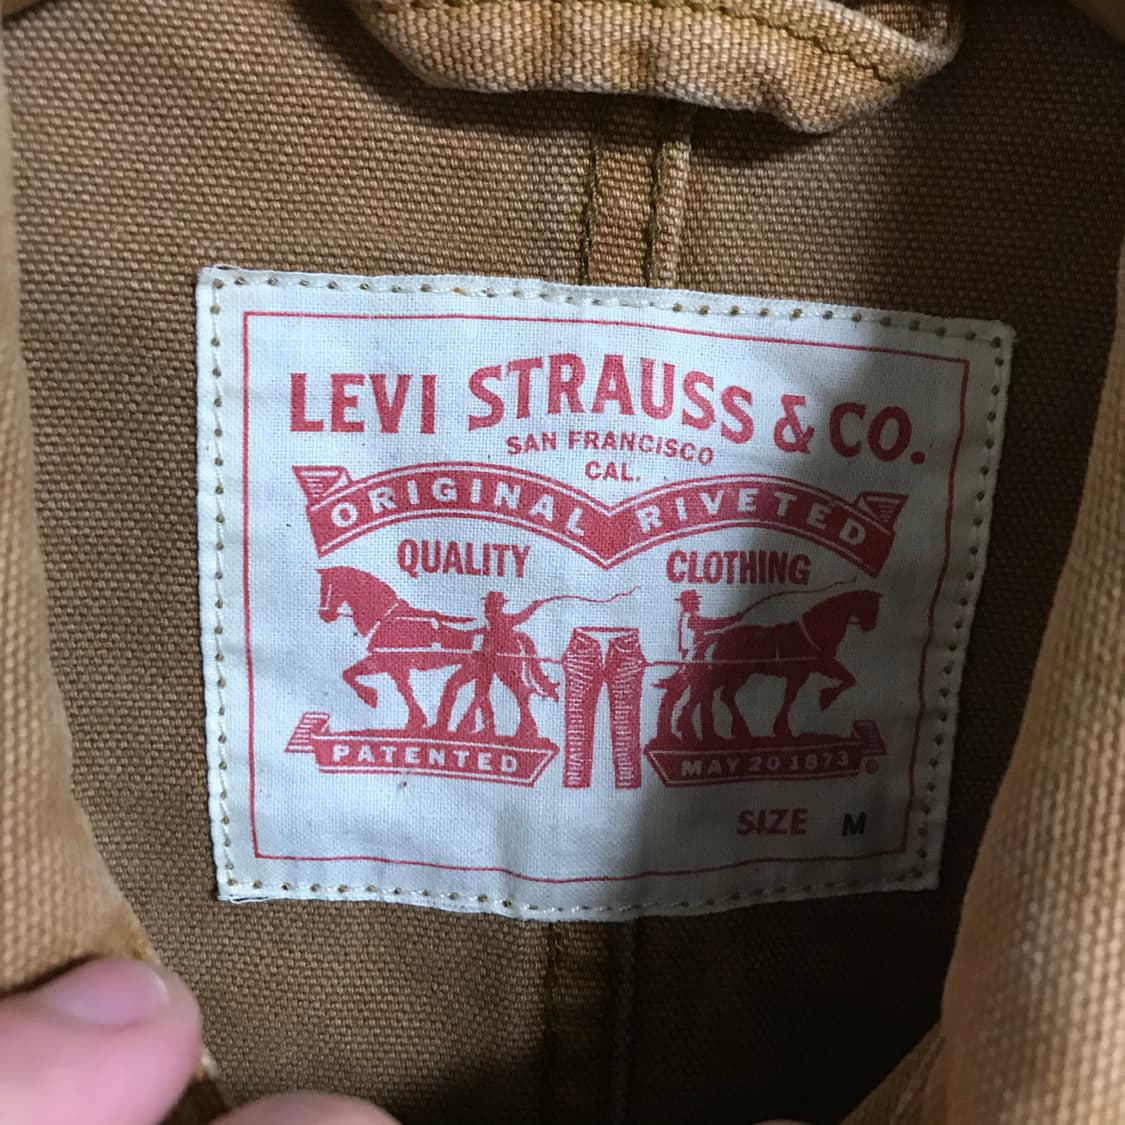 LEVI STRAUSS & CO.
SAN FRANCISCO
CAL.
ORIGINAL RIVETED
QUALITY CLOTHING
PATENTED MAY 20 1873 ®
SIZE M